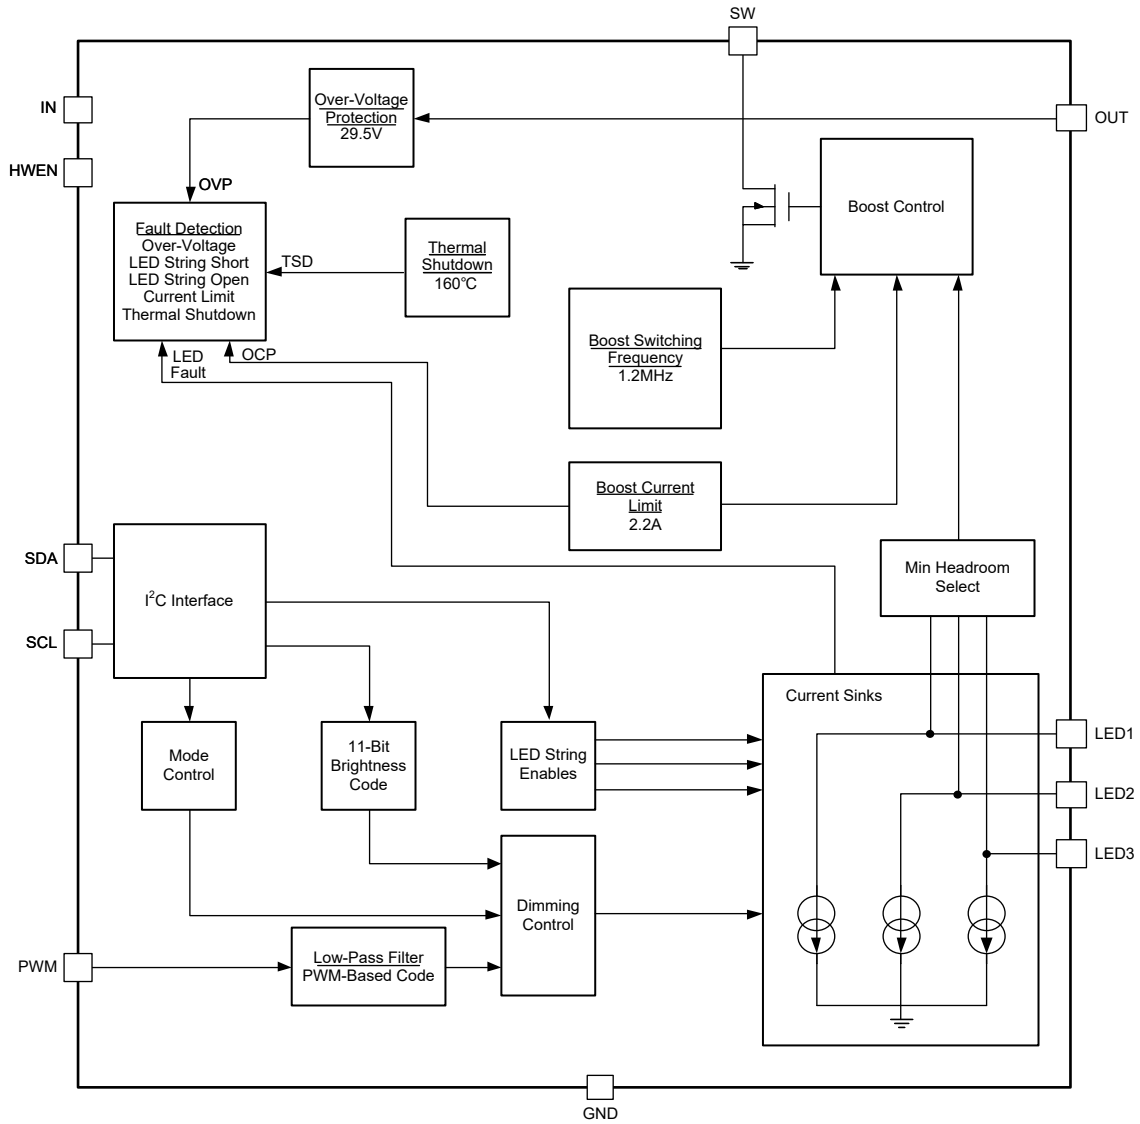 SW
IN
Over-Voltage
Protection
29.5V
OUT
HWEN
OVP
Boost Control
Fault Detection
Over-Voltage
LED String Short
LED String Open
Current Limit
Thermal Shutdown
TSD
Thermal
Shutdown
160℃
Boost Switching
Frequency
1.2MHz
LED
Fault
OCP
Boost Current
Limit
2.2A
SDA
SCL
I²C Interface
Min Headroom
Select
Current Sinks
Mode
Control
11-Bit
Brightness
Code
LED String
Enables
LED1
LED2
LED3
Dimming
Control
PWM
Low-Pass Filter
PWM-Based Code
GND